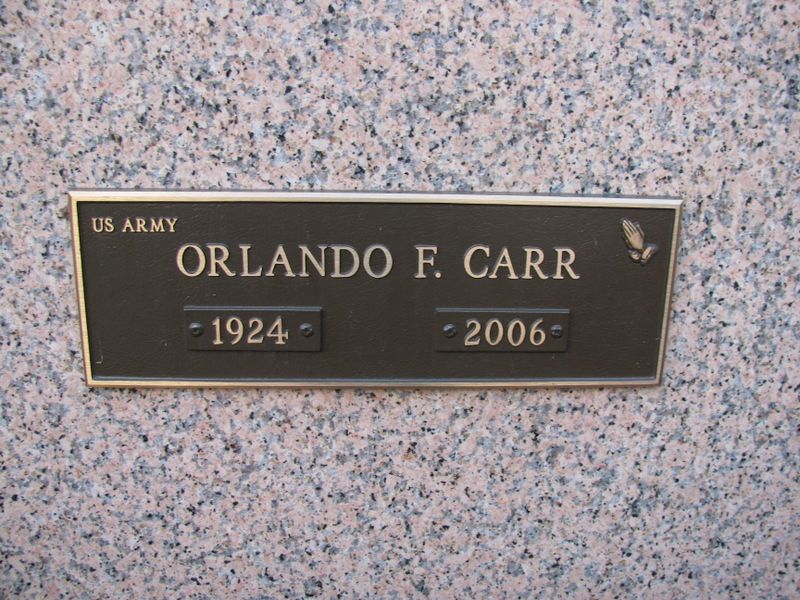 US ARMY
ORLANDO F. CARR
1924 2006